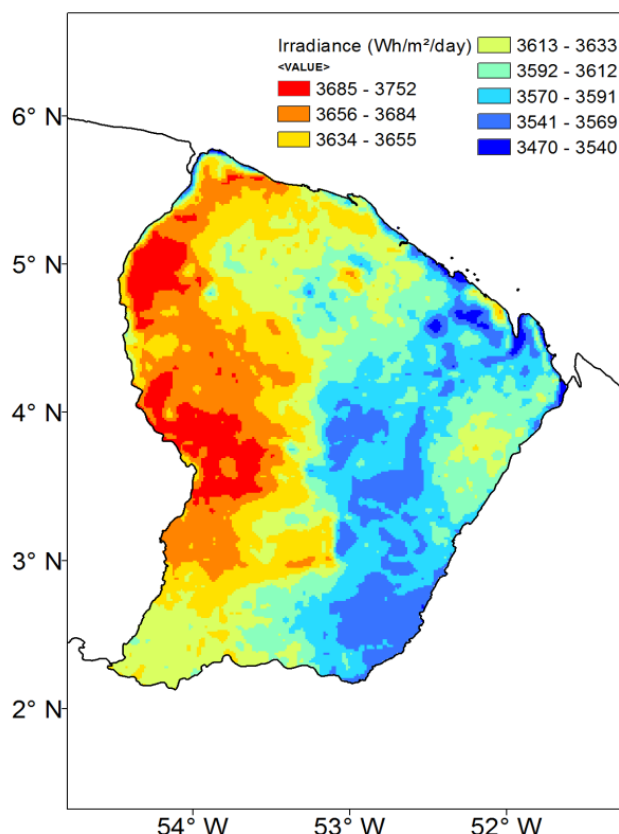 Irradiance (Wh/m²/day)
<VALUE>
3685 - 3752
3656 - 3684
3634 - 3655
3613 - 3633
3592 - 3612
3570 - 3591
3541 - 3569
3470 - 3540
6° N
5° N
4° N
3° N
2° N
54° W
53° W
52° W